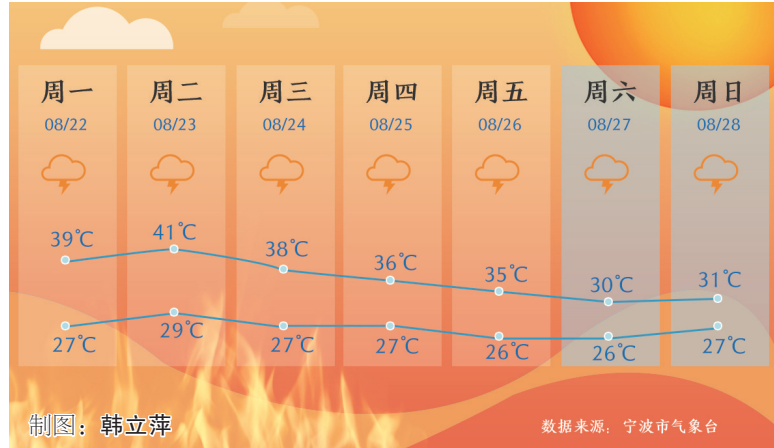 周一 周二 周三 周四 周五 周六 周日
08/22 08/23 08/24 08/25 08/26 08/27 08/28
39℃ 41℃ 38℃ 36℃ 35℃ 30℃ 31℃
27℃ 29℃ 27℃ 27℃ 26℃ 26℃ 27℃
制图：韩立萍
数据来源：宁波市气象台